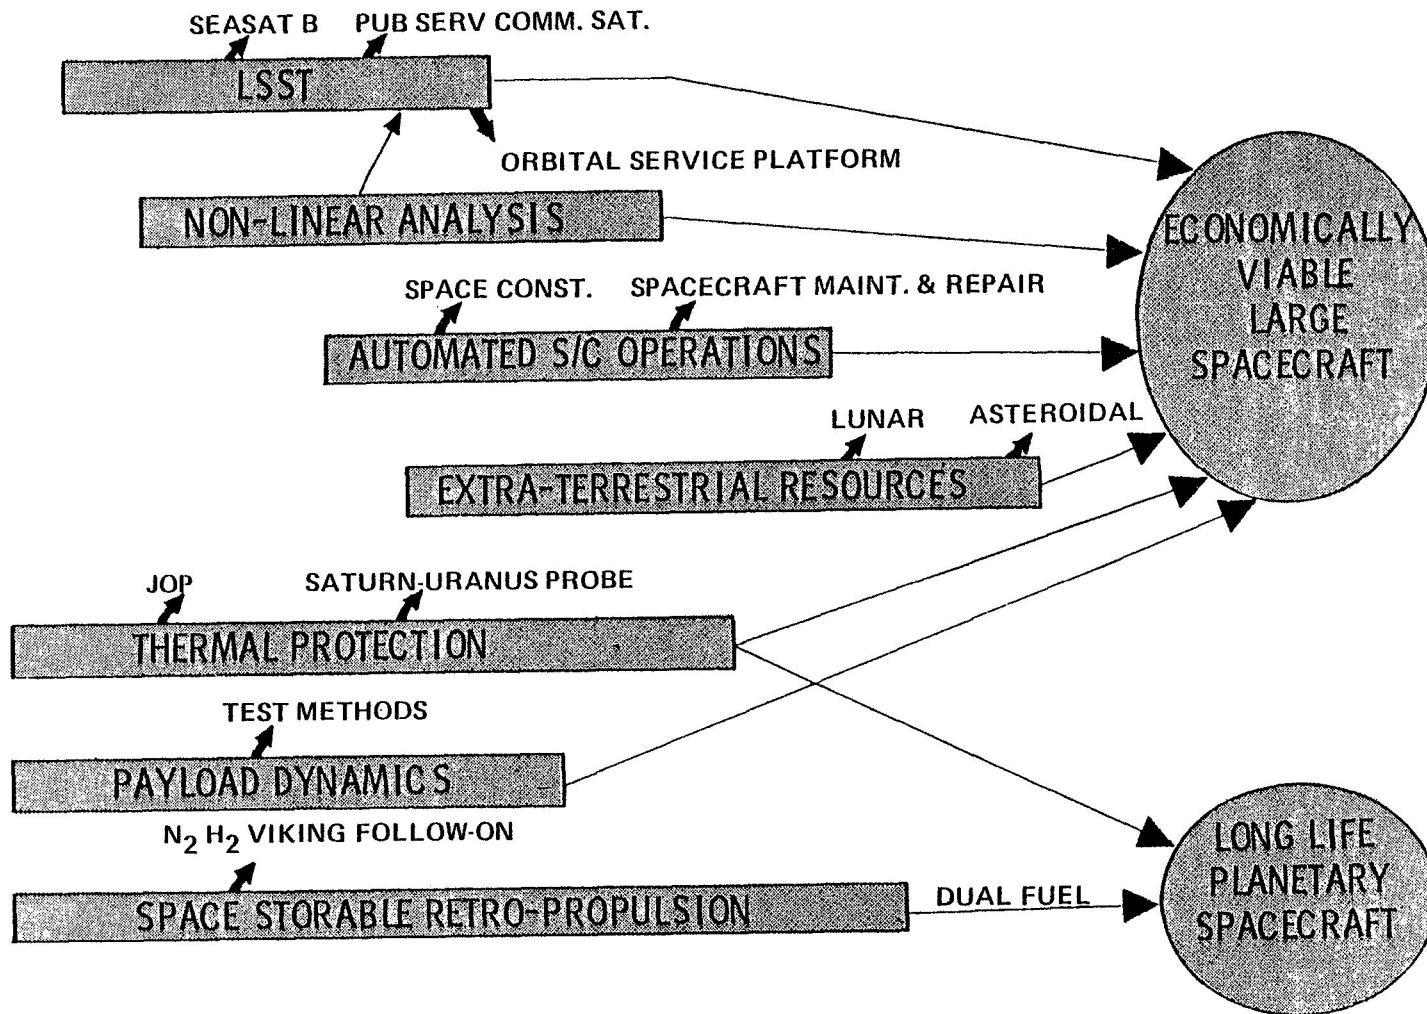 SEASAT B PUB SERV COMM. SAT.
LSST
ORBITAL SERVICE PLATFORM
NON-LINEAR ANALYSIS
SPACE CONST. SPACECRAFT MAINT. & REPAIR
AUTOMATED S/C OPERATIONS
LUNAR ASTEROIDAL
EXTRA-TERRESTRIAL RESOURCES
ECONOMICALLY
VIABLE
LARGE
SPACECRAFT
JOP SATURN-URANUS PROBE
THERMAL PROTECTION
TEST METHODS
PAYLOAD DYNAMICS
N2 H2 VIKING FOLLOW-ON
SPACE STORABLE RETRO-PROPULSION
DUAL FUEL
LONG LIFE
PLANETARY
SPACECRAFT